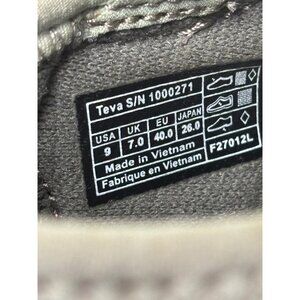 Teva S/N 1000271
USA UK EU JAPAN
9 7.0 40.0 26.0
Made in Vietnam
Fabriqué en Vietnam
F27012L